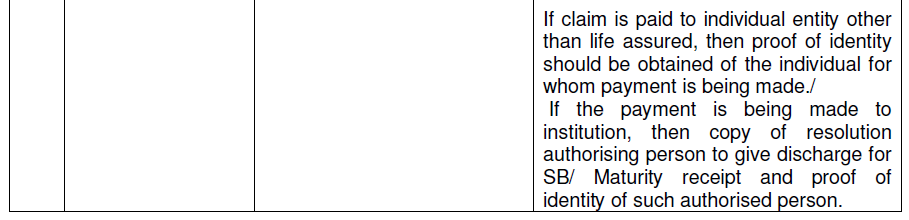 If claim is paid to individual entity other
than life assured, then proof of identity
should be obtained of the individual for
whom payment is being made./
If the payment is being made to
institution, then copy of resolution
authorising person to give discharge for
SB/ Maturity receipt and proof of
identity of such authorised person.